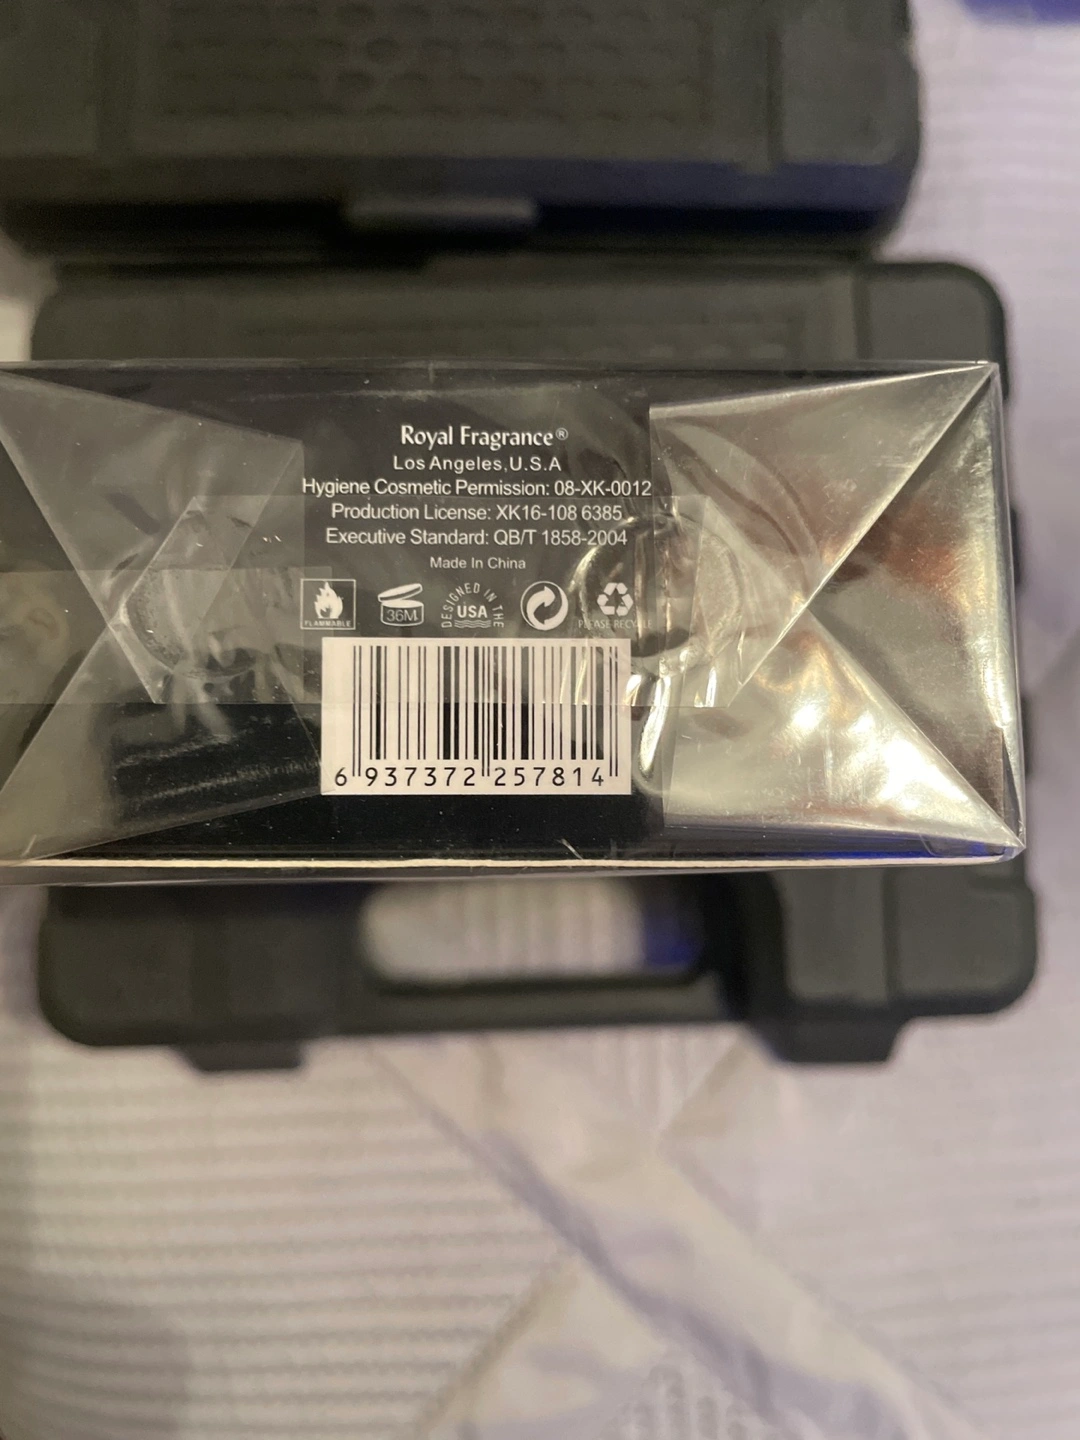 Royal Fragrance®
Los Angeles,U.S.A
Hygiene Cosmetic Permission: 08-XK-0012
Production License: XK16-108 6385
Executive Standard: QB/T 1858-2004
Made In China
FLAMMABLE
36M
DESIGNED IN THE
USA
PLEASE RECYCLE
6 937372 257814